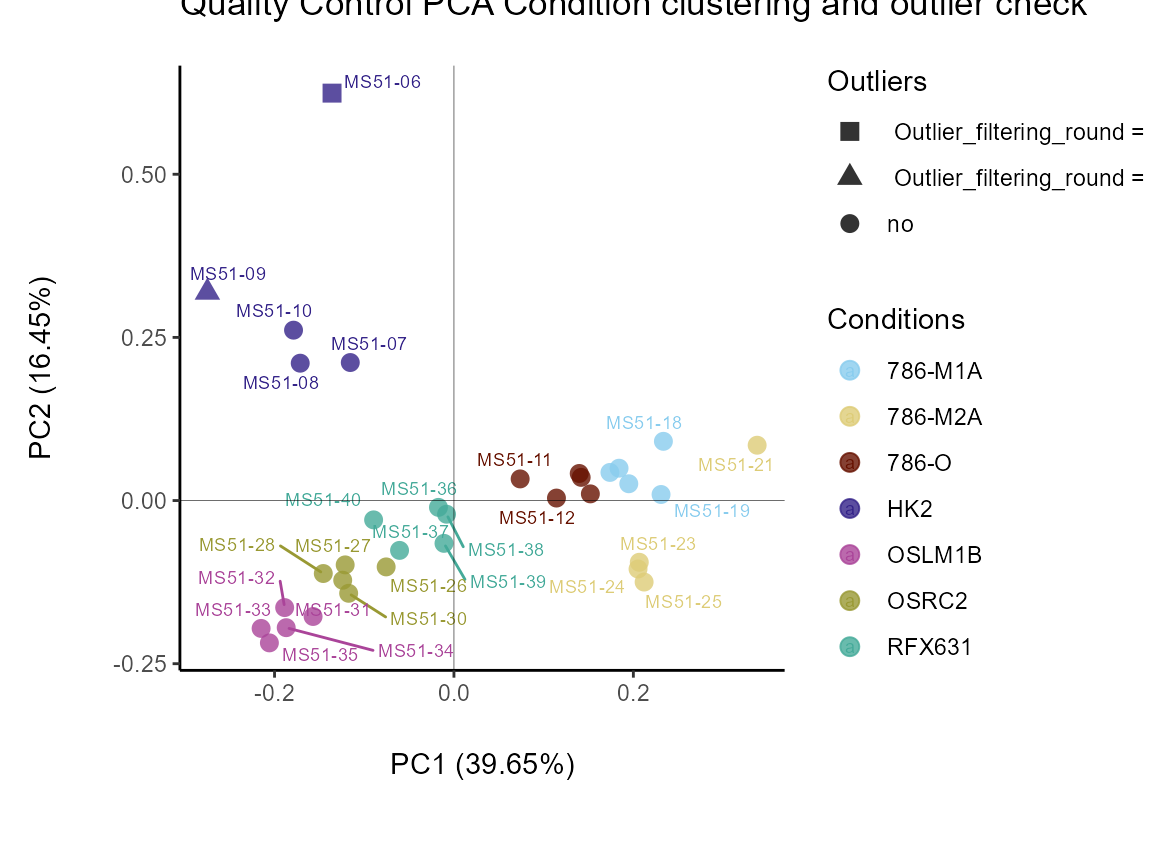 Quality Control PCA Condition clustering and outlier check
MS51-06
MS51-09
MS51-10
MS51-07
MS51-08
MS51-18
MS51-21
MS51-11
MS51-36
MS51-40
MS51-12
MS51-19
MS51-37
MS51-28
MS51-27
MS51-38
MS51-23
MS51-32
MS51-26
MS51-39
MS51-24
MS51-25
MS51-33
MS51-31
MS51-30
MS51-35
MS51-34
0.50
0.25
0.00
-0.25
-0.2
0.0
0.2
PC2 (16.45%)
PC1 (39.65%)
Outliers
Outlier_filtering_round =
Outlier_filtering_round =
no
Conditions
a 786-M1A
a 786-M2A
a 786-O
a HK2
a OSLM1B
a OSRC2
a RFX631